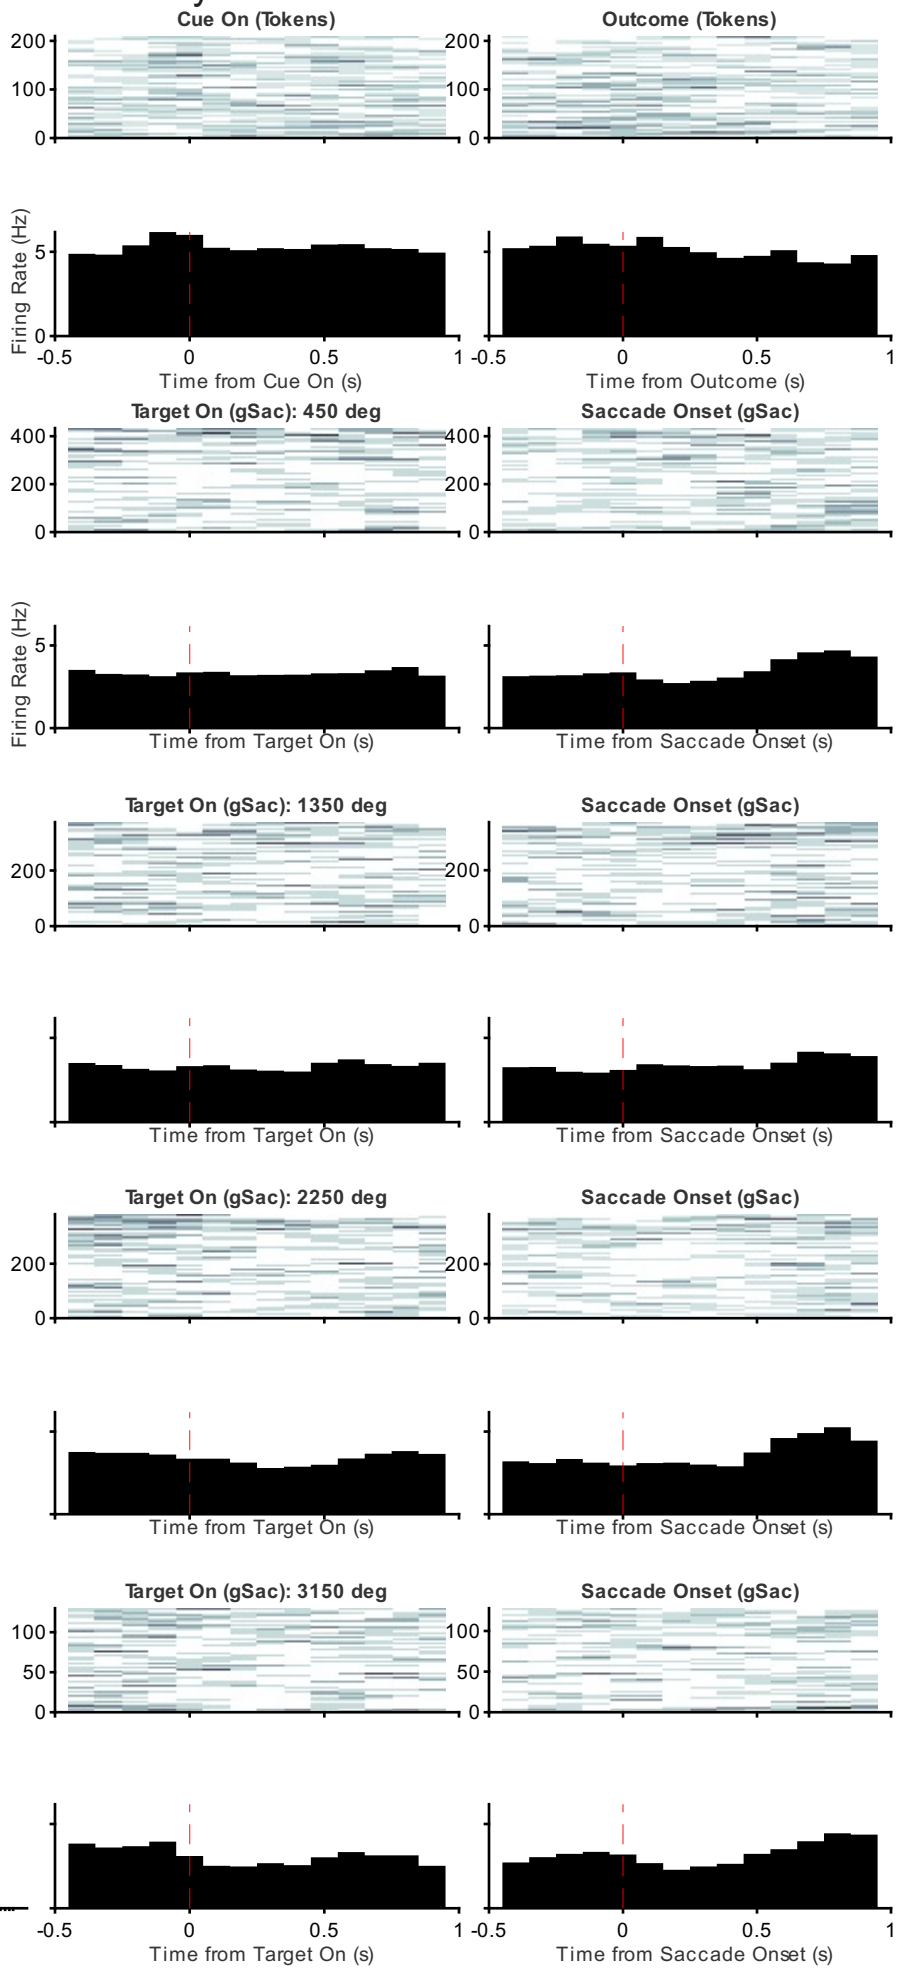 Cue On (Tokens) Outcome (Tokens)
200 200
100 100
0 0
Firing Rate (Hz)
5 5
0 0
-0.5 0 0.5 1 -0.5 0 0.5 1
Time from Cue On (s) Time from Outcome (s)
Target On (gSac): 450 deg Saccade Onset (gSac)
400 400
200 200
0 0
Firing Rate (Hz)
5
0
Time from Target On (s) Time from Saccade Onset (s)
Target On (gSac): 1350 deg Saccade Onset (gSac)
200 200
0 0
Time from Target On (s) Time from Saccade Onset (s)
Target On (gSac): 2250 deg Saccade Onset (gSac)
200 200
0 0
Time from Target On (s) Time from Saccade Onset (s)
Target On (gSac): 3150 deg Saccade Onset (gSac)
100 100
50 50
0 0
-0.5 0 0.5 1 -0.5 0 0.5 1
Time from Target On (s) Time from Saccade Onset (s)